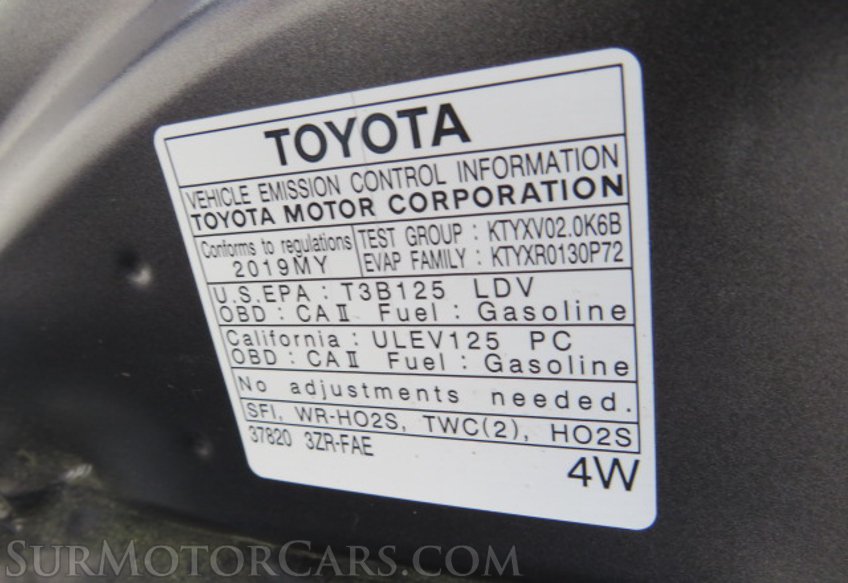 TOYOTA
VEHICLE EMISSION CONTROL INFORMATION
TOYOTA MOTOR CORPORATION
Conforms to regulations
2019MY
TEST GROUP : KTYXV02.0K6B
EVAP FAMILY : KTYXR0130P72
U.S.EPA : T3B125 LDV
OBD : CAⅡ Fuel : Gasoline
California : ULEV125 PC
OBD : CAⅡ Fuel : Gasoline
No adjustments needed.
SFI, WR-HO2S, TWC(2), HO2S
37820 3ZR-FAE
4W
SurMotorCars.com